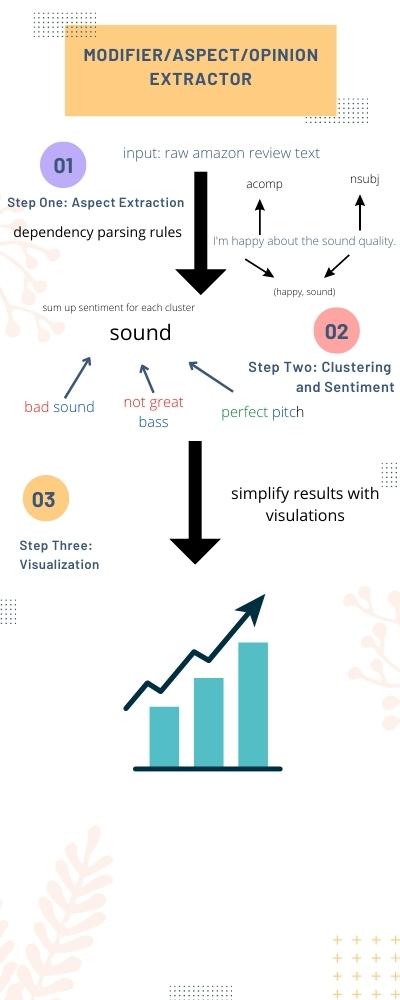 MODIFIER/ASPECT/OPINION
EXTRACTOR
01
input: raw amazon review text
Step One: Aspect Extraction
dependency parsing rules
acomp
nsubj
I'm happy about the sound quality.
(happy, sound)
sum up sentiment for each cluster
sound
02
Step Two: Clustering
and Sentiment
bad sound
not great
bass
perfect pitch
03
Step Three:
Visualization
simplify results with
visulations